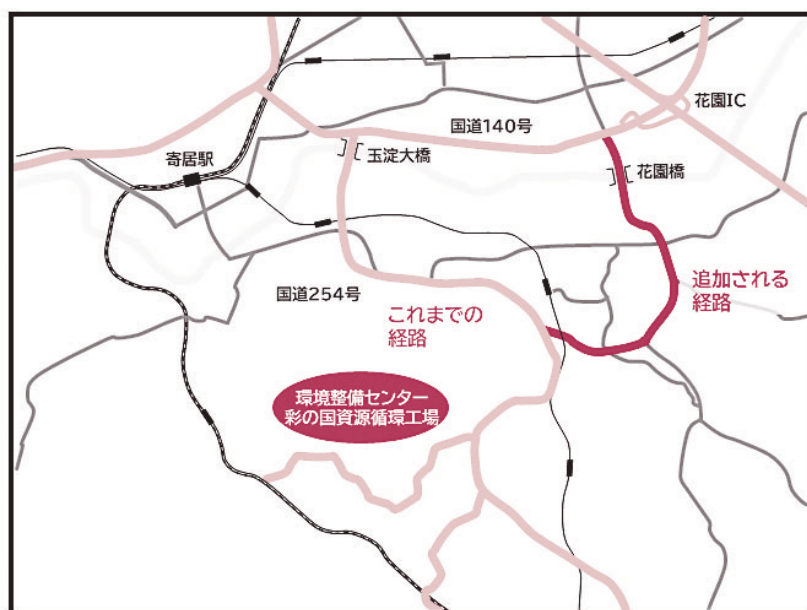 花園IC
国道140号
寄居駅
玉淀大橋
花園橋
国道254号
これまでの
経路
追加される
経路
環境整備センター
彩の国資源循環工場